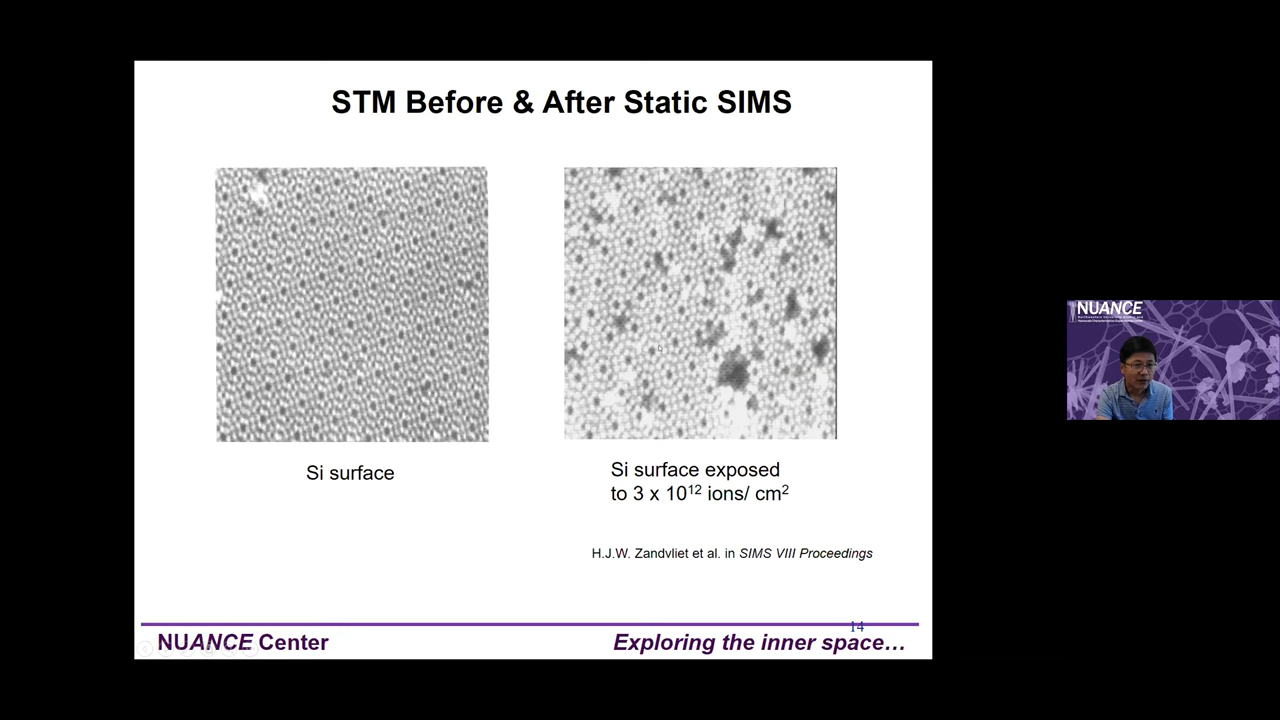 STM Before & After Static SIMS
Si surface
Si surface exposed
to 3 x 10¹² ions/ cm²
H.J.W. Zandvliet et al. in SIMS VIII Proceedings
14
NUANCE Center
Exploring the inner space…
NUANCE